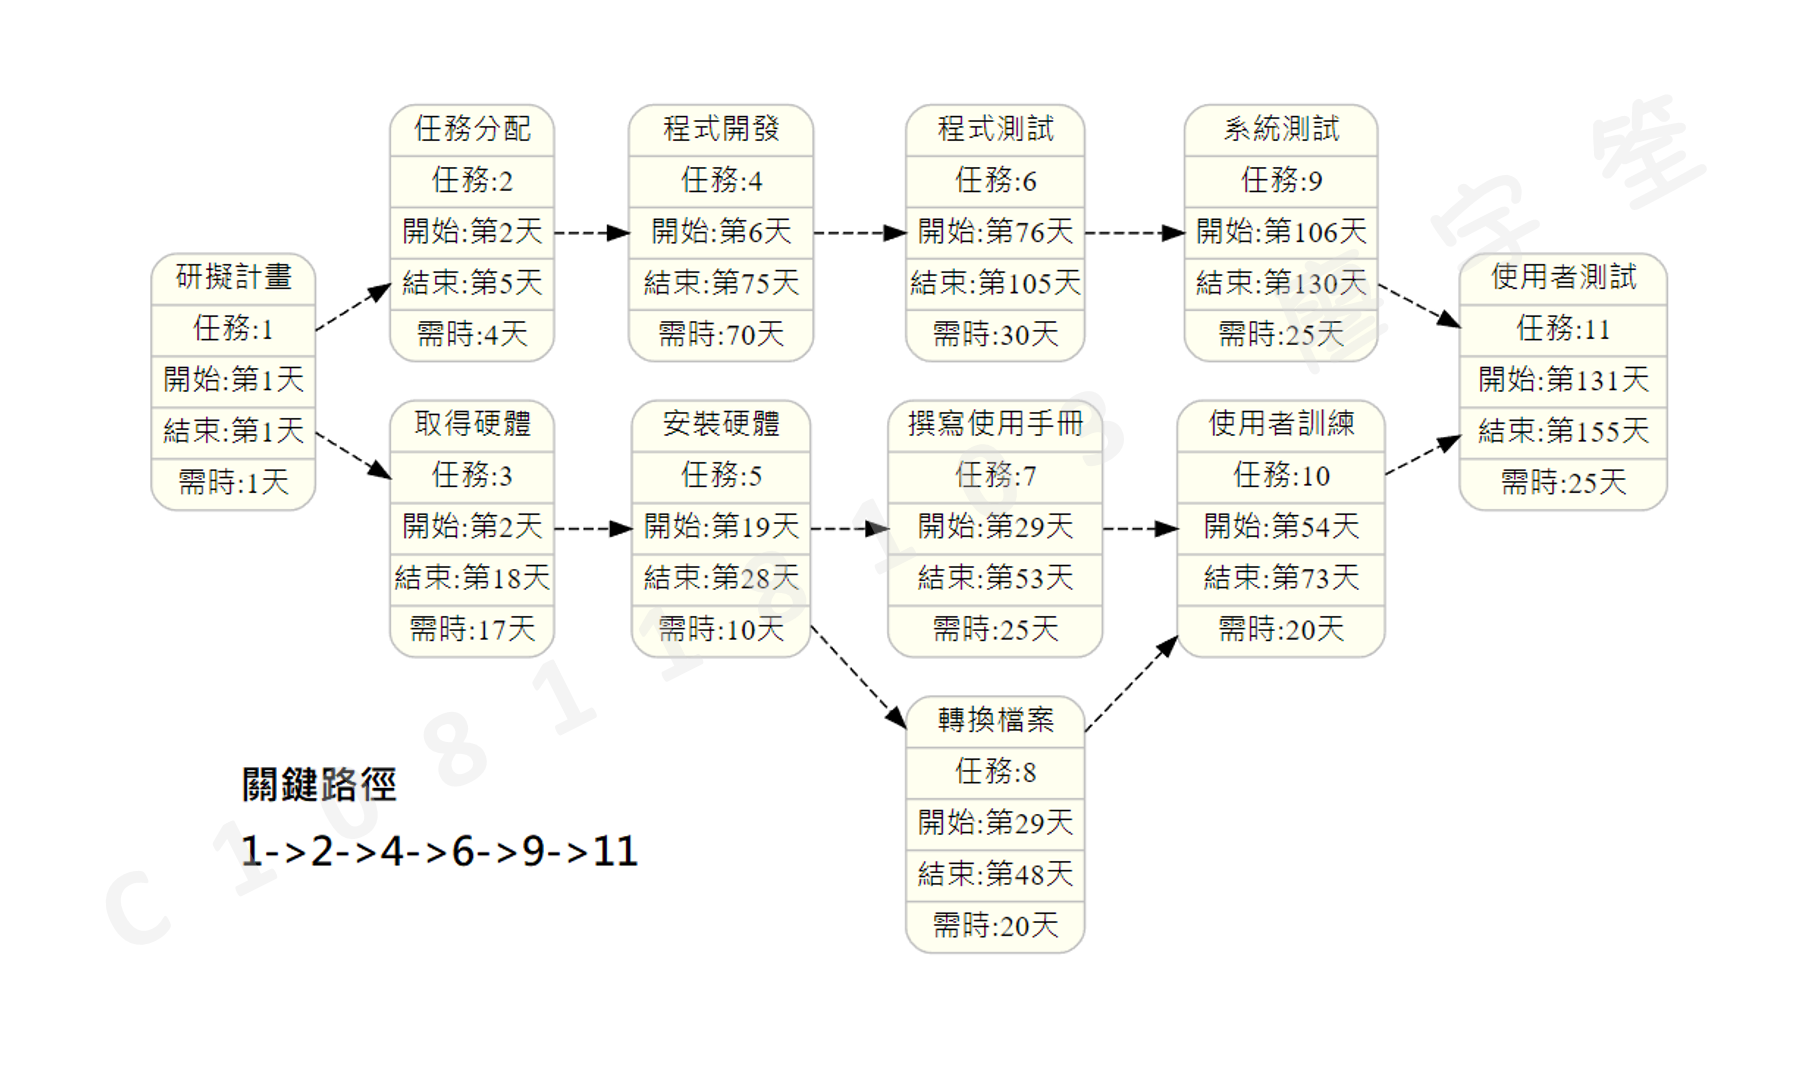 任務分配
任務:2
開始:第2天
結束:第5天
需時:4天
程式開發
任務:4
開始:第6天
結束:第75天
需時:70天
程式測試
任務:6
開始:第76天
結束:第105天
需時:30天
系統測試
任務:9
開始:第106天
結束:第130天
需時:25天
研擬計畫
任務:1
開始:第1天
結束:第1天
需時:1天
使用者測試
任務:11
開始:第131天
結束:第155天
需時:25天
取得硬體
任務:3
開始:第2天
結束:第18天
需時:17天
安裝硬體
任務:5
開始:第19天
結束:第28天
需時:10天
撰寫使用手冊
任務:7
開始:第29天
結束:第53天
需時:25天
使用者訓練
任務:10
開始:第54天
結束:第73天
需時:20天
轉換檔案
任務:8
開始:第29天
結束:第48天
需時:20天
關鍵路徑
1->2->4->6->9->11